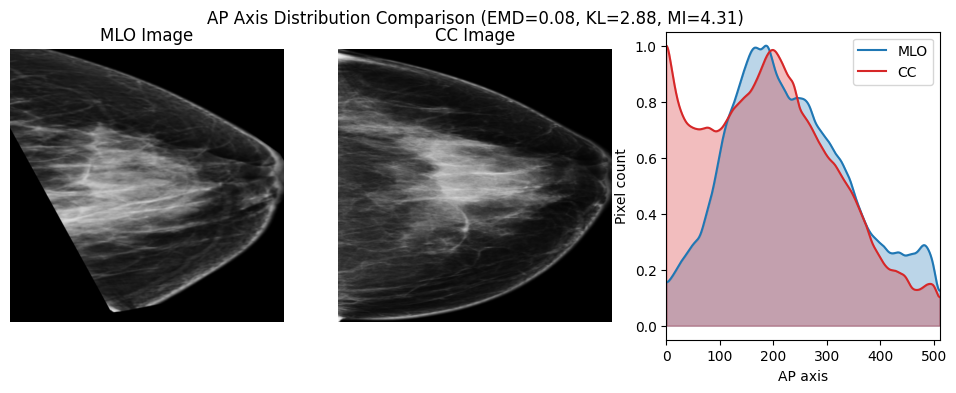 AP Axis Distribution Comparison (EMD=0.08, KL=2.88, MI=4.31)
MLO Image
CC Image
MLO
CC
Pixel count
1.0
0.8
0.6
0.4
0.2
0.0
0 100 200 300 400 500
AP axis